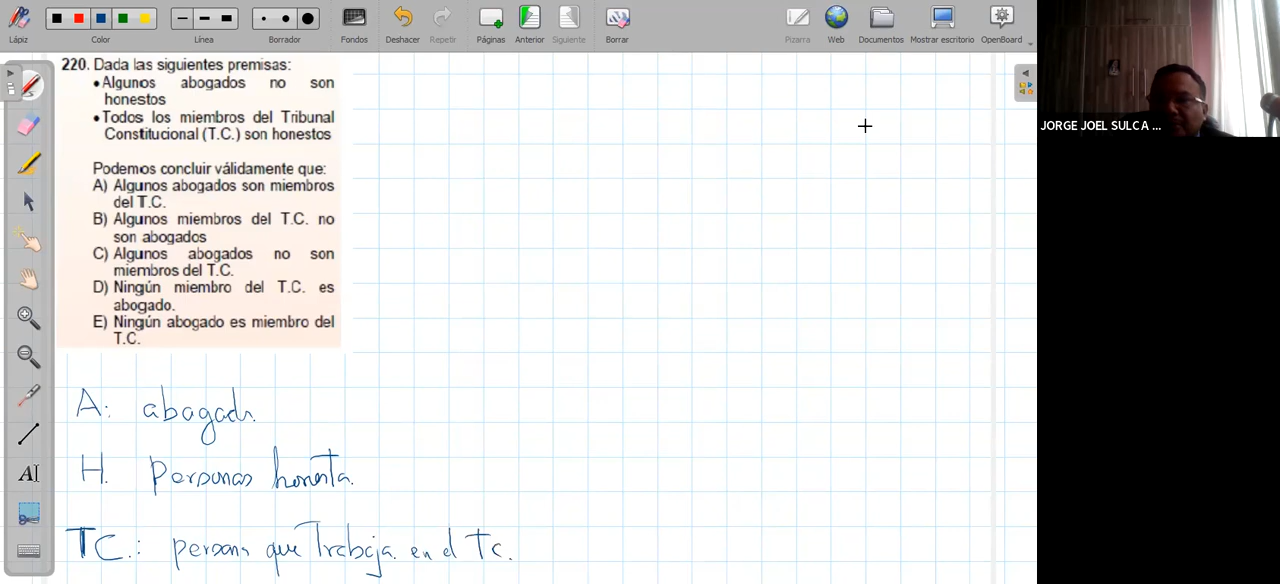 Lápiz
Color
Línea
Borrador
Fondos
Deshacer
Repetir
Páginas
Anterior
Siguiente
Borrar
Pizarra
Web
Documentos
Mostrar escritorio
OpenBoard
220. Dada las siguientes premisas:
•Algunos abogados no son
honestos
•Todos los miembros del Tribunal
Constitucional (T.C.) son honestos
Podemos concluir válidamente que:
A) Algunos abogados son miembros
del T.C.
B) Algunos miembros del T.C. no
son abogados
C) Algunos abogados no son
miembros del T.C.
D) Ningún miembro del T.C. es
abogado.
E) Ningún abogado es miembro del
T.C.
A: abogado.
H. Personas honesta.
TC.: persona que Trabaja en el Tc.
AI
JORGE JOEL SULCA ...